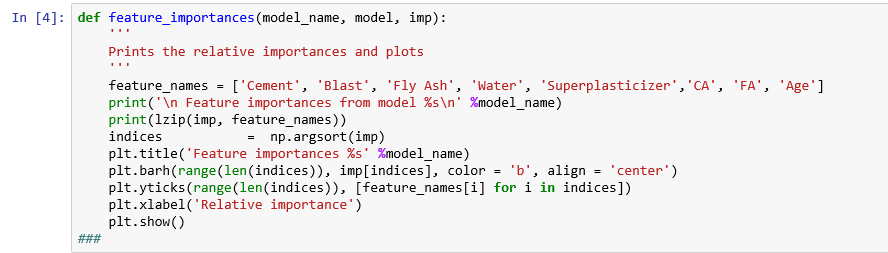 In [4]: def feature_importances(model_name, model, imp):
'''
Prints the relative importances and plots
'''
feature_names = ['Cement', 'Blast', 'Fly Ash', 'Water', 'Superplasticizer','CA', 'FA', 'Age']
print('\n Feature importances from model %s\n' %model_name)
print(lzip(imp, feature_names))
indices           =  np.argsort(imp)
plt.title('Feature importances %s' %model_name)
plt.barh(range(len(indices)), imp[indices], color = 'b', align = 'center')
plt.yticks(range(len(indices)), [feature_names[i] for i in indices])
plt.xlabel('Relative importance')
plt.show()
###